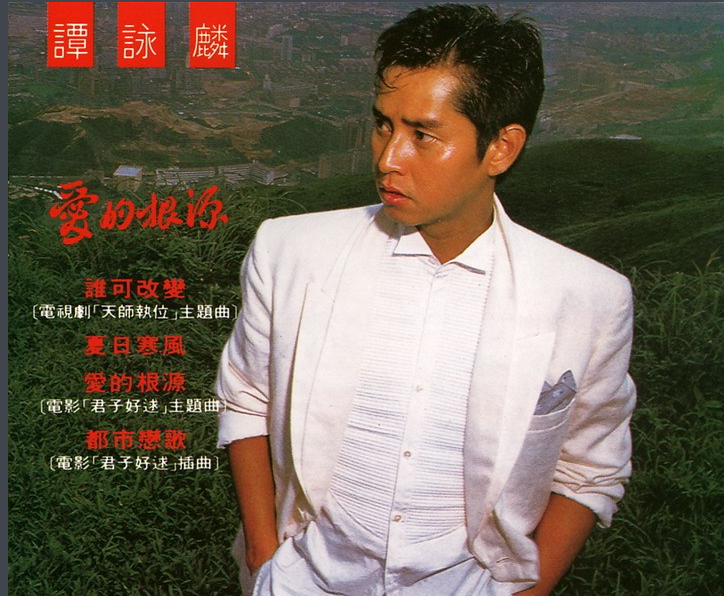 譚詠麟
愛的根源
誰可改變
〔電視劇「天師執位」主題曲〕
夏日寒風
愛的根源
〔電影「君子好逑」主題曲〕
都市戀歌
〔電影「君子好逑」插曲〕